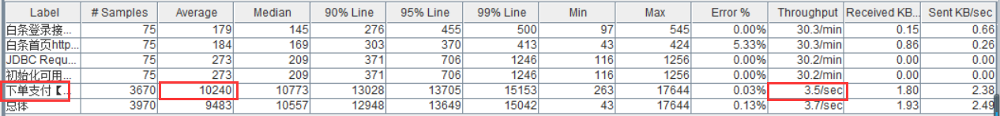 Label # Samples Average Median 90% Line 95% Line 99% Line Min Max Error % Throughput Received KB... Sent KB/sec
白条登录接... 75 179 145 276 455 500 97 545 0.00% 30.3/min 0.15 0.66
白条首页http... 75 184 169 303 370 413 43 424 5.33% 30.3/min 0.86 0.26
JDBC Requ... 75 273 209 371 706 1246 116 1256 0.00% 30.2/min 0.00 0.00
初始化可用... 75 273 209 371 706 1246 116 1256 0.00% 30.2/min 0.00 0.00
下单支付【... 3670 10240 10773 13028 13705 15153 263 17644 0.03% 3.5/sec 1.80 2.38
总体 3970 9483 10557 12948 13649 15042 43 17644 0.13% 3.7/sec 1.93 2.49